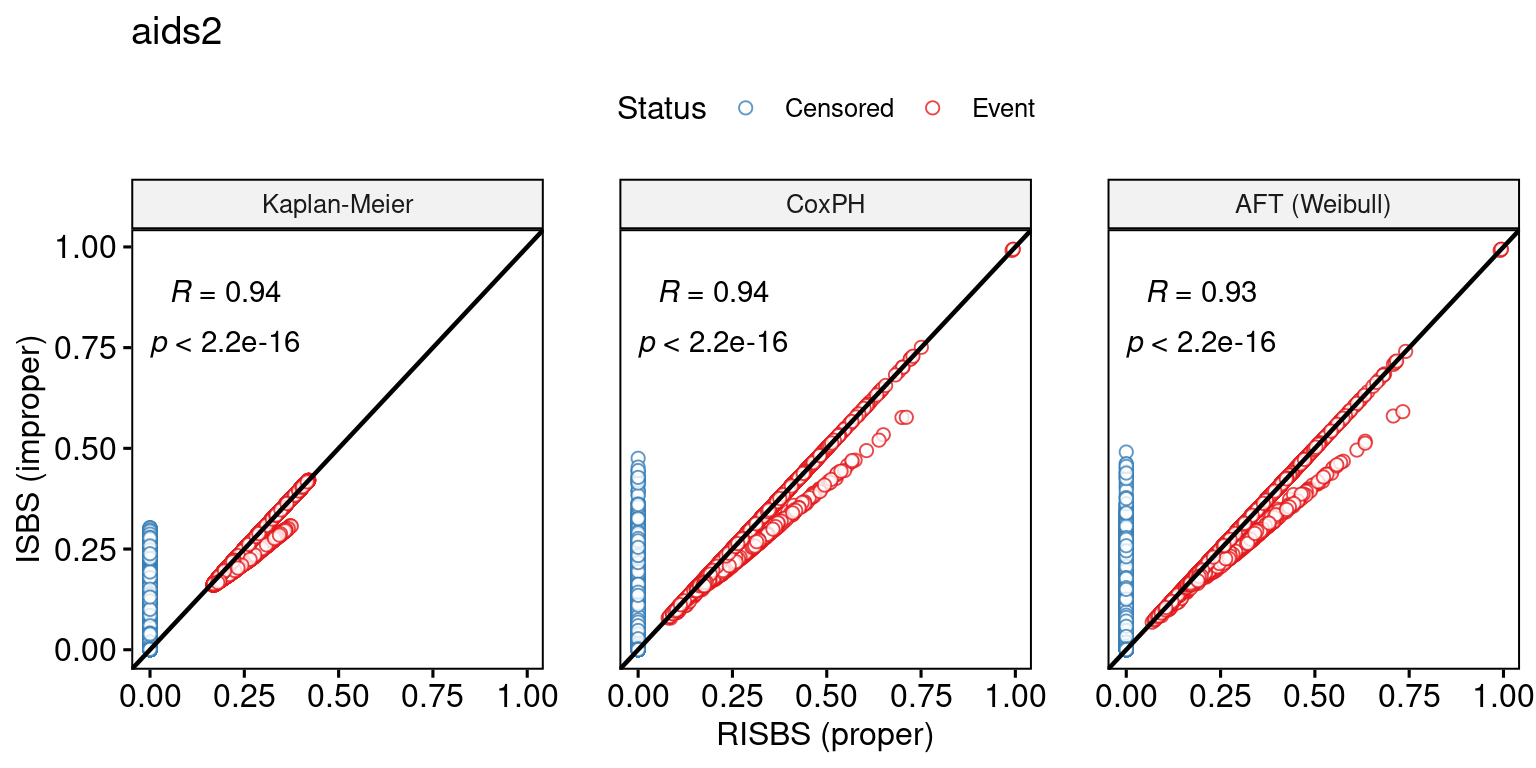 aids2
Status Censored Event
Kaplan-Meier CoxPH AFT (Weibull)
ISBS (improper)
1.00
0.75
0.50
0.25
0.00
R = 0.94
p < 2.2e-16
R = 0.94
p < 2.2e-16
R = 0.93
p < 2.2e-16
0.00 0.25 0.50 0.75 1.00 0.00 0.25 0.50 0.75 1.00 0.00 0.25 0.50 0.75 1.00
RISBS (proper)